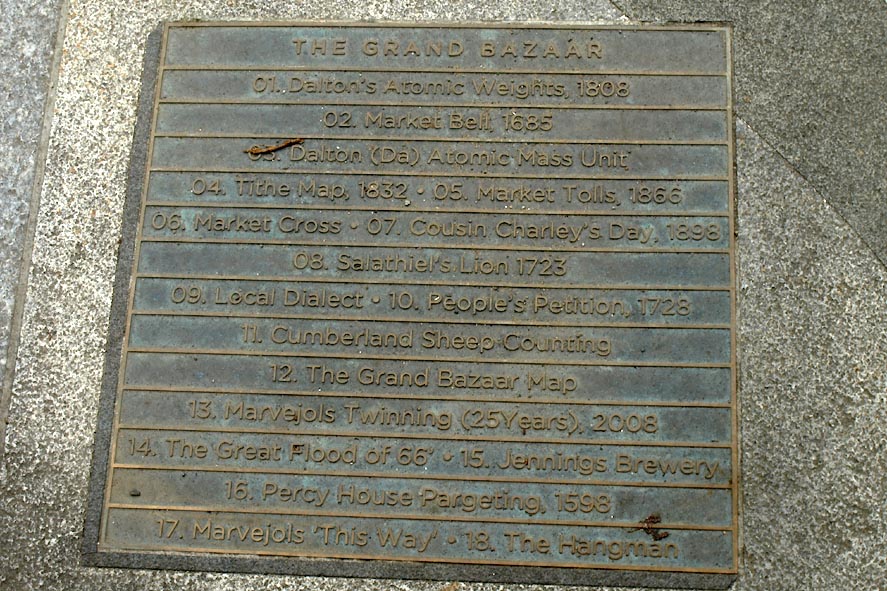 THE GRAND BAZAAR
01. Dalton's Atomic Weights, 1808
02. Market Bell, 1685
03. Dalton (Da) Atomic Mass Unit
04. Tithe Map, 1832 · 05. Market Tolls, 1866
06. Market Cross · 07. Cousin Charley's Day, 1898
08. Salathiel's Lion 1723
09. Local Dialect · 10. People's Petition, 1728
11. Cumberland Sheep Counting
12. The Grand Bazaar Map
13. Marvejols Twinning (25Years), 2008
14. The Great Flood of 66' · 15. Jennings Brewery
16. Percy House Pargeting, 1598
17. Marvejols 'This Way' · 18. The Hangman